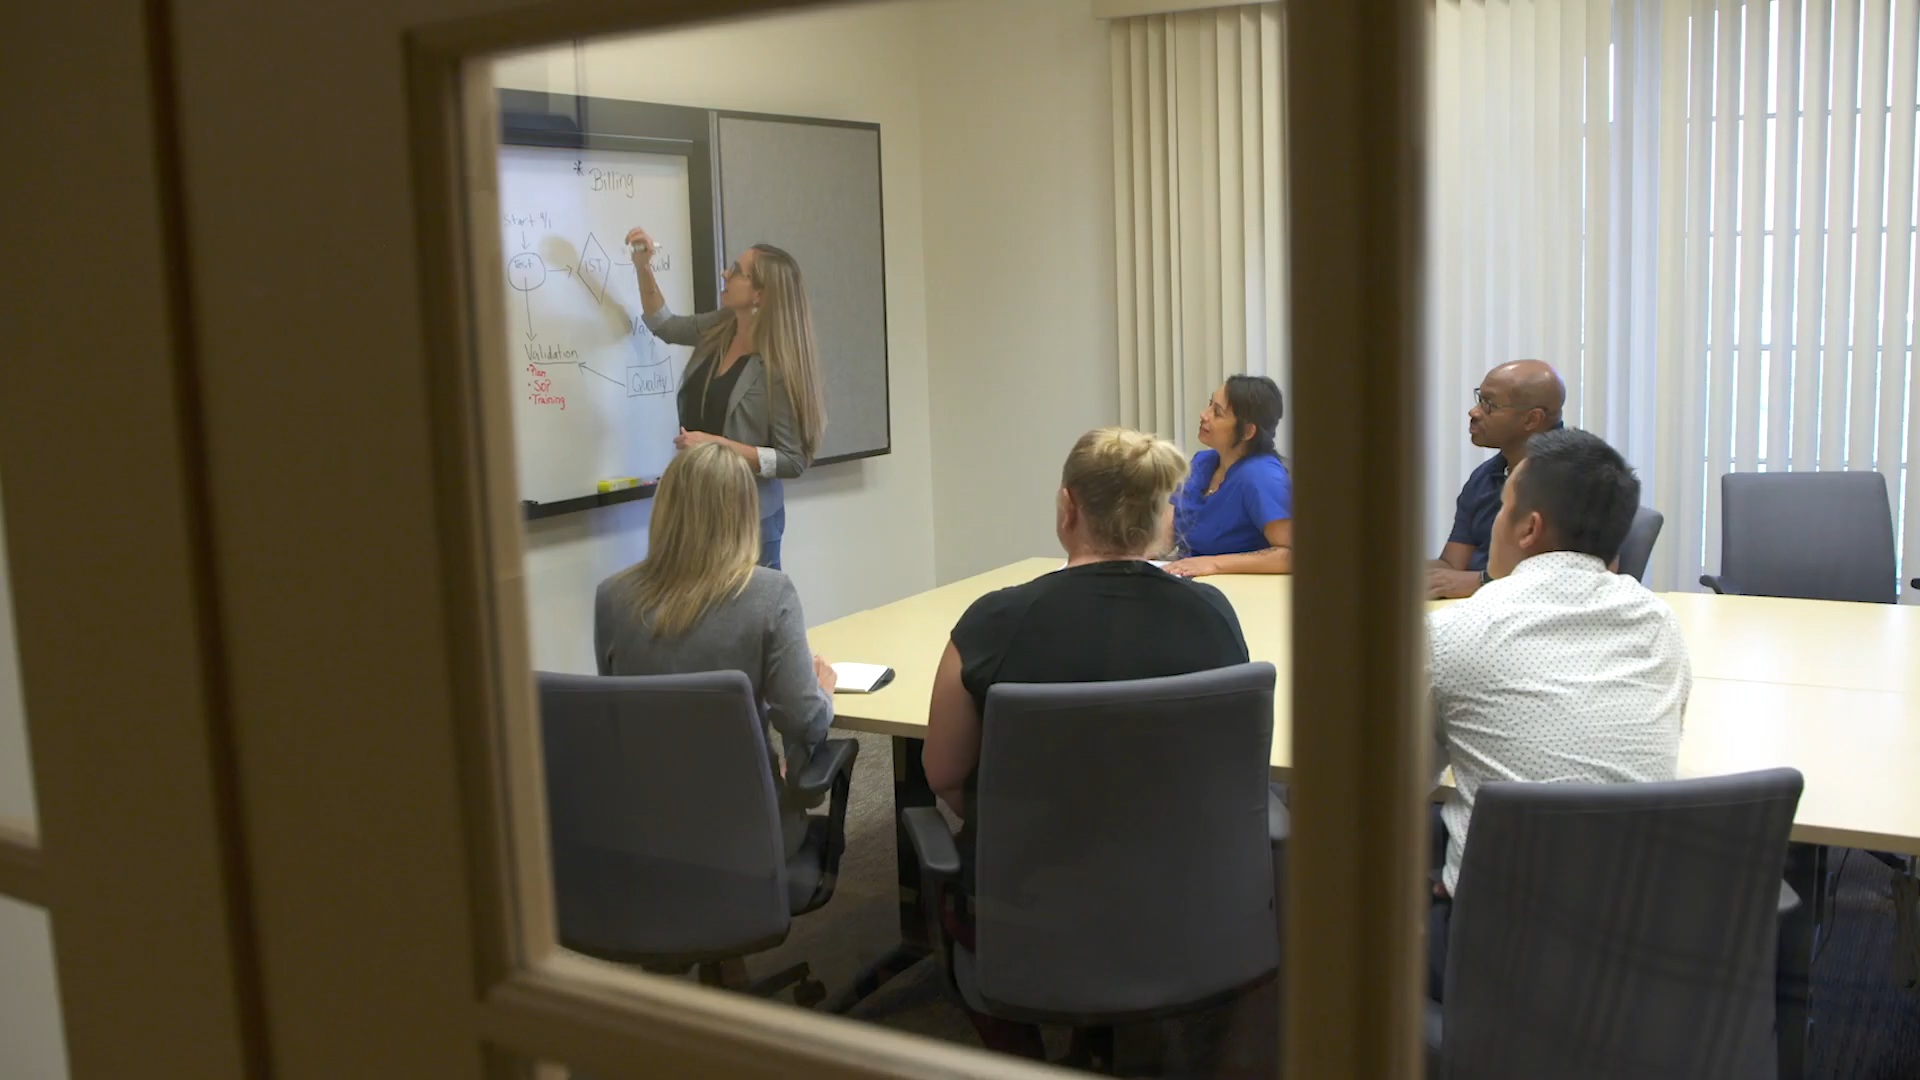 * Billing
Start 4/1
Test
IST
Validation
• Plan
• SOP
• Training
Quality